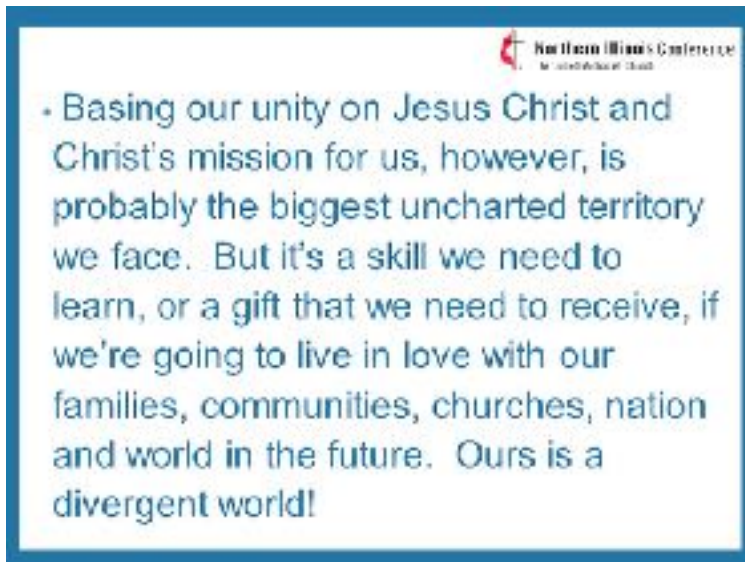 Northern Illinois Conference
• Basing our unity on Jesus Christ and
Christ's mission for us, however, is
probably the biggest uncharted territory
we face. But it's a skill we need to
learn, or a gift that we need to receive, if
we're going to live in love with our
families, communities, churches, nation
and world in the future. Ours is a
divergent world!